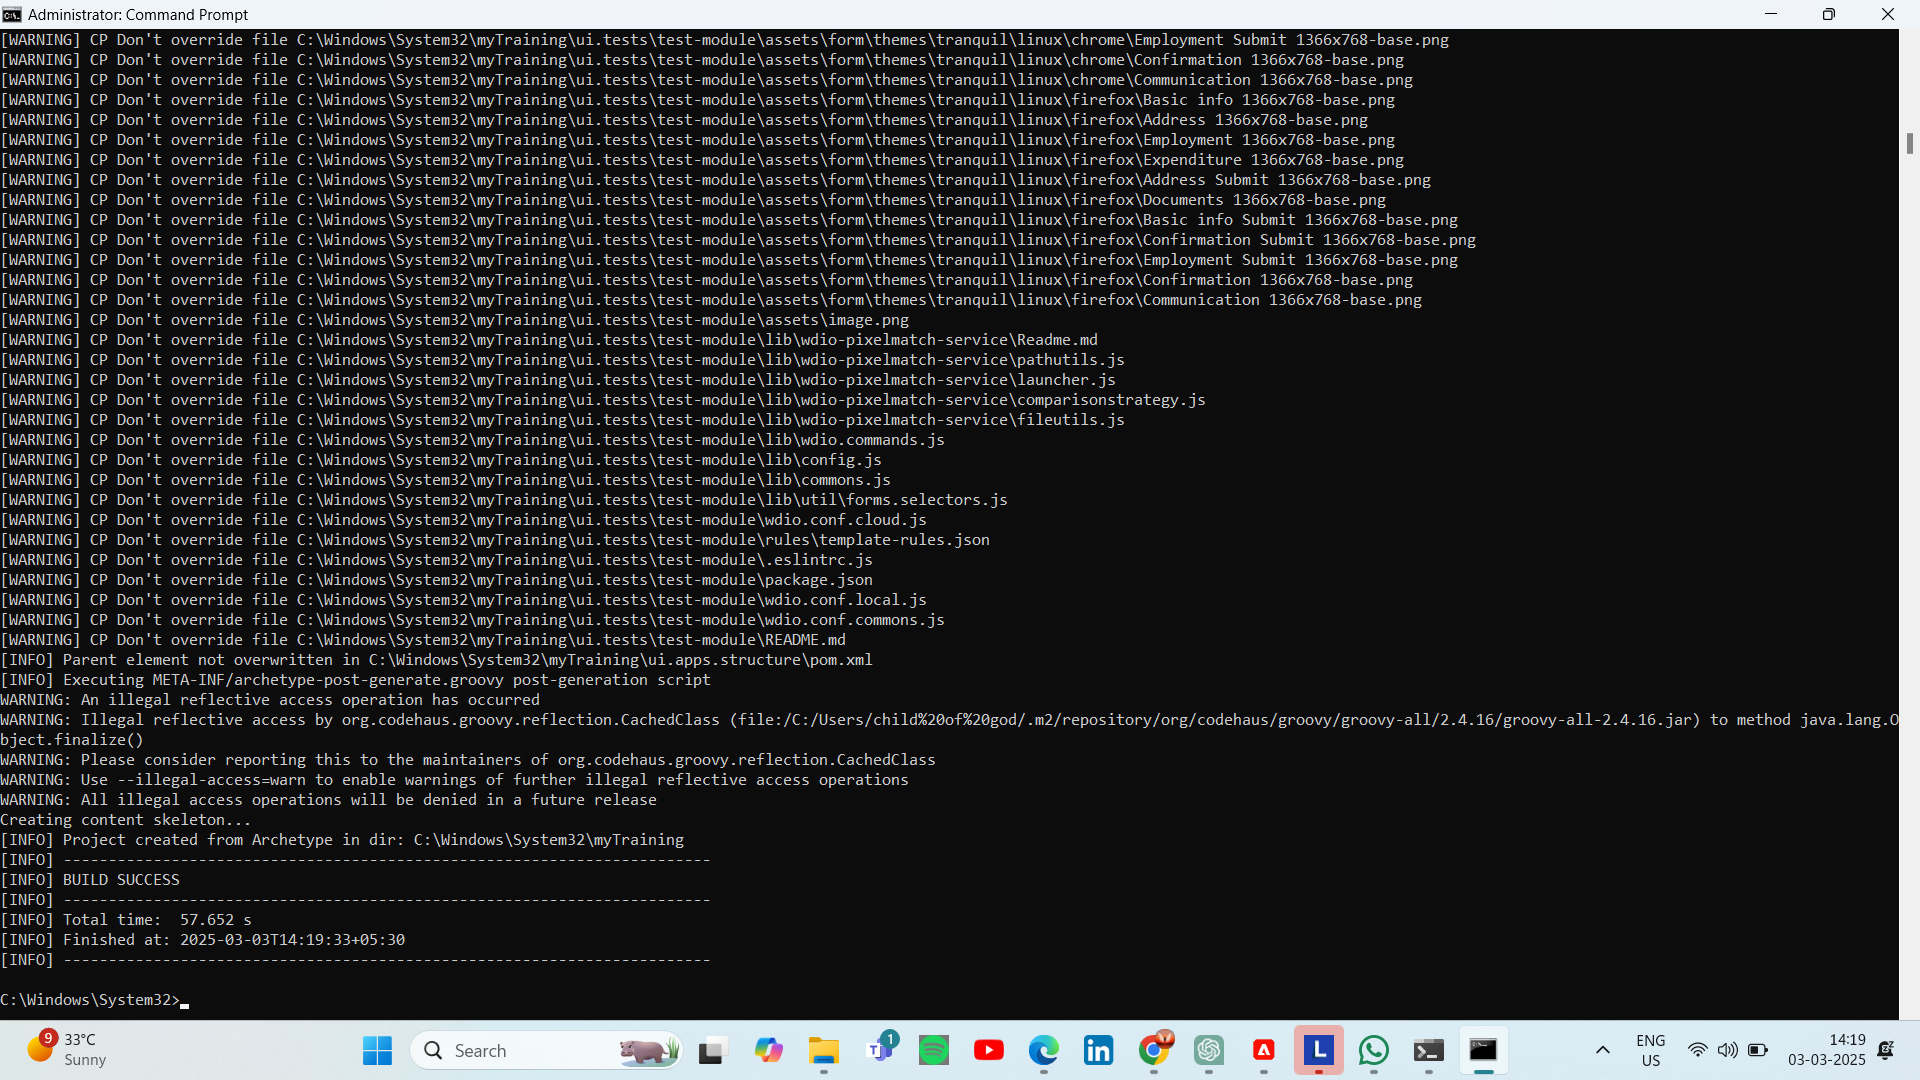 Administrator: Command Prompt
[WARNING] CP Don't override file C:\Windows\System32\myTraining\ui.tests\test-module\assets\form\themes\tranquil\linux\chrome\Employment Submit 1366x768-base.png
[WARNING] CP Don't override file C:\Windows\System32\myTraining\ui.tests\test-module\assets\form\themes\tranquil\linux\chrome\Confirmation 1366x768-base.png
[WARNING] CP Don't override file C:\Windows\System32\myTraining\ui.tests\test-module\assets\form\themes\tranquil\linux\chrome\Communication 1366x768-base.png
[WARNING] CP Don't override file C:\Windows\System32\myTraining\ui.tests\test-module\assets\form\themes\tranquil\linux\firefox\Basic info 1366x768-base.png
[WARNING] CP Don't override file C:\Windows\System32\myTraining\ui.tests\test-module\assets\form\themes\tranquil\linux\firefox\Address 1366x768-base.png
[WARNING] CP Don't override file C:\Windows\System32\myTraining\ui.tests\test-module\assets\form\themes\tranquil\linux\firefox\Employment 1366x768-base.png
[WARNING] CP Don't override file C:\Windows\System32\myTraining\ui.tests\test-module\assets\form\themes\tranquil\linux\firefox\Expenditure 1366x768-base.png
[WARNING] CP Don't override file C:\Windows\System32\myTraining\ui.tests\test-module\assets\form\themes\tranquil\linux\firefox\Address Submit 1366x768-base.png
[WARNING] CP Don't override file C:\Windows\System32\myTraining\ui.tests\test-module\assets\form\themes\tranquil\linux\firefox\Documents 1366x768-base.png
[WARNING] CP Don't override file C:\Windows\System32\myTraining\ui.tests\test-module\assets\form\themes\tranquil\linux\firefox\Basic info Submit 1366x768-base.png
[WARNING] CP Don't override file C:\Windows\System32\myTraining\ui.tests\test-module\assets\form\themes\tranquil\linux\firefox\Confirmation Submit 1366x768-base.png
[WARNING] CP Don't override file C:\Windows\System32\myTraining\ui.tests\test-module\assets\form\themes\tranquil\linux\firefox\Employment Submit 1366x768-base.png
[WARNING] CP Don't override file C:\Windows\System32\myTraining\ui.tests\test-module\assets\form\themes\tranquil\linux\firefox\Confirmation 1366x768-base.png
[WARNING] CP Don't override file C:\Windows\System32\myTraining\ui.tests\test-module\assets\form\themes\tranquil\linux\firefox\Communication 1366x768-base.png
[WARNING] CP Don't override file C:\Windows\System32\myTraining\ui.tests\test-module\assets\image.png
[WARNING] CP Don't override file C:\Windows\System32\myTraining\ui.tests\test-module\lib\wdio-pixelmatch-service\Readme.md
[WARNING] CP Don't override file C:\Windows\System32\myTraining\ui.tests\test-module\lib\wdio-pixelmatch-service\pathutils.js
[WARNING] CP Don't override file C:\Windows\System32\myTraining\ui.tests\test-module\lib\wdio-pixelmatch-service\launcher.js
[WARNING] CP Don't override file C:\Windows\System32\myTraining\ui.tests\test-module\lib\wdio-pixelmatch-service\comparisonstrategy.js
[WARNING] CP Don't override file C:\Windows\System32\myTraining\ui.tests\test-module\lib\wdio-pixelmatch-service\fileutils.js
[WARNING] CP Don't override file C:\Windows\System32\myTraining\ui.tests\test-module\lib\wdio.commands.js
[WARNING] CP Don't override file C:\Windows\System32\myTraining\ui.tests\test-module\lib\config.js
[WARNING] CP Don't override file C:\Windows\System32\myTraining\ui.tests\test-module\lib\commons.js
[WARNING] CP Don't override file C:\Windows\System32\myTraining\ui.tests\test-module\lib\util\forms.selectors.js
[WARNING] CP Don't override file C:\Windows\System32\myTraining\ui.tests\test-module\wdio.conf.cloud.js
[WARNING] CP Don't override file C:\Windows\System32\myTraining\ui.tests\test-module\rules\template-rules.json
[WARNING] CP Don't override file C:\Windows\System32\myTraining\ui.tests\test-module\.eslintrc.js
[WARNING] CP Don't override file C:\Windows\System32\myTraining\ui.tests\test-module\package.json
[WARNING] CP Don't override file C:\Windows\System32\myTraining\ui.tests\test-module\wdio.conf.local.js
[WARNING] CP Don't override file C:\Windows\System32\myTraining\ui.tests\test-module\wdio.conf.commons.js
[WARNING] CP Don't override file C:\Windows\System32\myTraining\ui.tests\test-module\README.md
[INFO] Parent element not overwritten in C:\Windows\System32\myTraining\ui.apps.structure\pom.xml
[INFO] Executing META-INF/archetype-post-generate.groovy post-generation script
WARNING: An illegal reflective access operation has occurred
WARNING: Illegal reflective access by org.codehaus.groovy.reflection.CachedClass (file:/C:/Users/child%20of%20god/.m2/repository/org/codehaus/groovy/groovy-all/2.4.16/groovy-all-2.4.16.jar) to method java.lang.O
bject.finalize()
WARNING: Please consider reporting this to the maintainers of org.codehaus.groovy.reflection.CachedClass
WARNING: Use --illegal-access=warn to enable warnings of further illegal reflective access operations
WARNING: All illegal access operations will be denied in a future release
Creating content skeleton...
[INFO] Project created from Archetype in dir: C:\Windows\System32\myTraining
[INFO] ------------------------------------------------------------------------
[INFO] BUILD SUCCESS
[INFO] ------------------------------------------------------------------------
[INFO] Total time:  57.652 s
[INFO] Finished at: 2025-03-03T14:19:33+05:30
[INFO] ------------------------------------------------------------------------
C:\Windows\System32>
9
33°C
Sunny
Search
1
L
ENG
US
14:19
03-03-2025